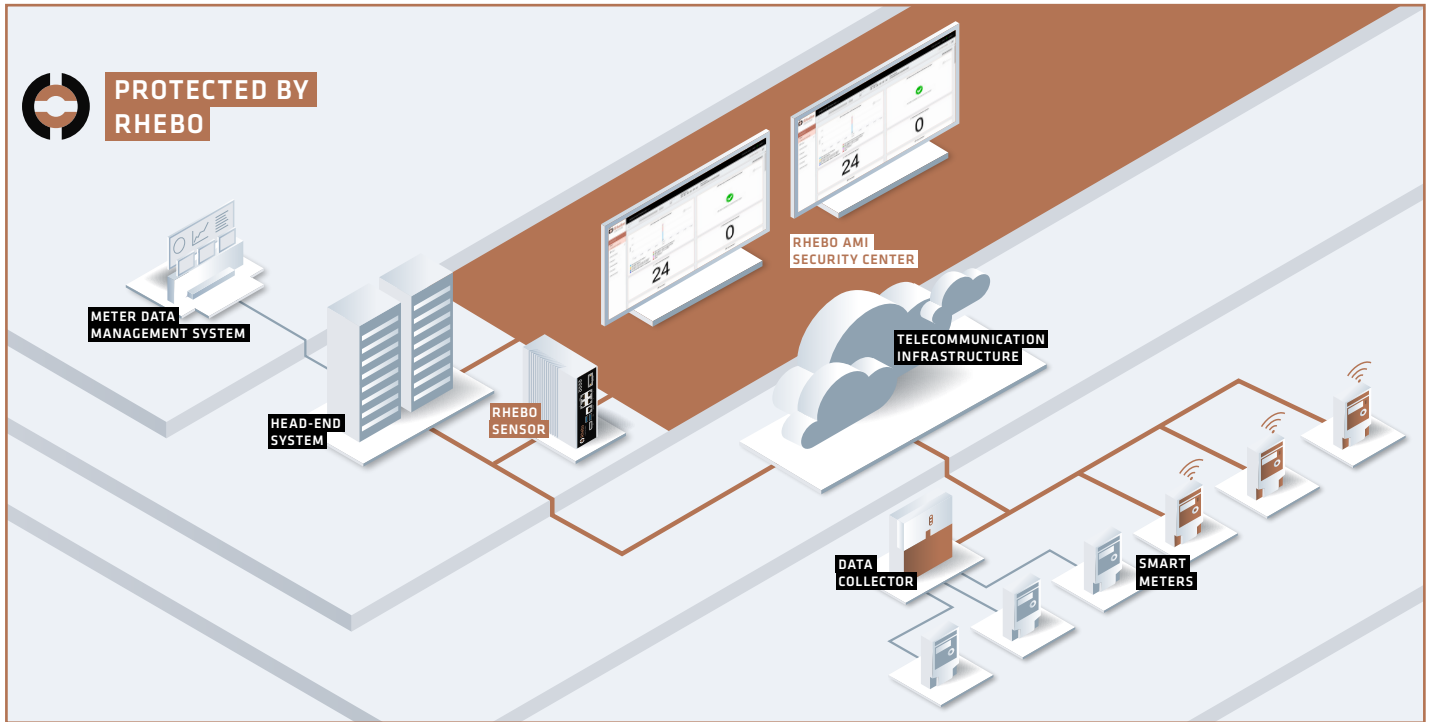 PROTECTED BY
RHEBO
RHEBO AMI
SECURITY CENTER
24
0
24
0
METER DATA
MANAGEMENT SYSTEM
HEAD-END
SYSTEM
RHEBO
SENSOR
TELECOMMUNICATION
INFRASTRUCTURE
DATA
COLLECTOR
SMART
METERS